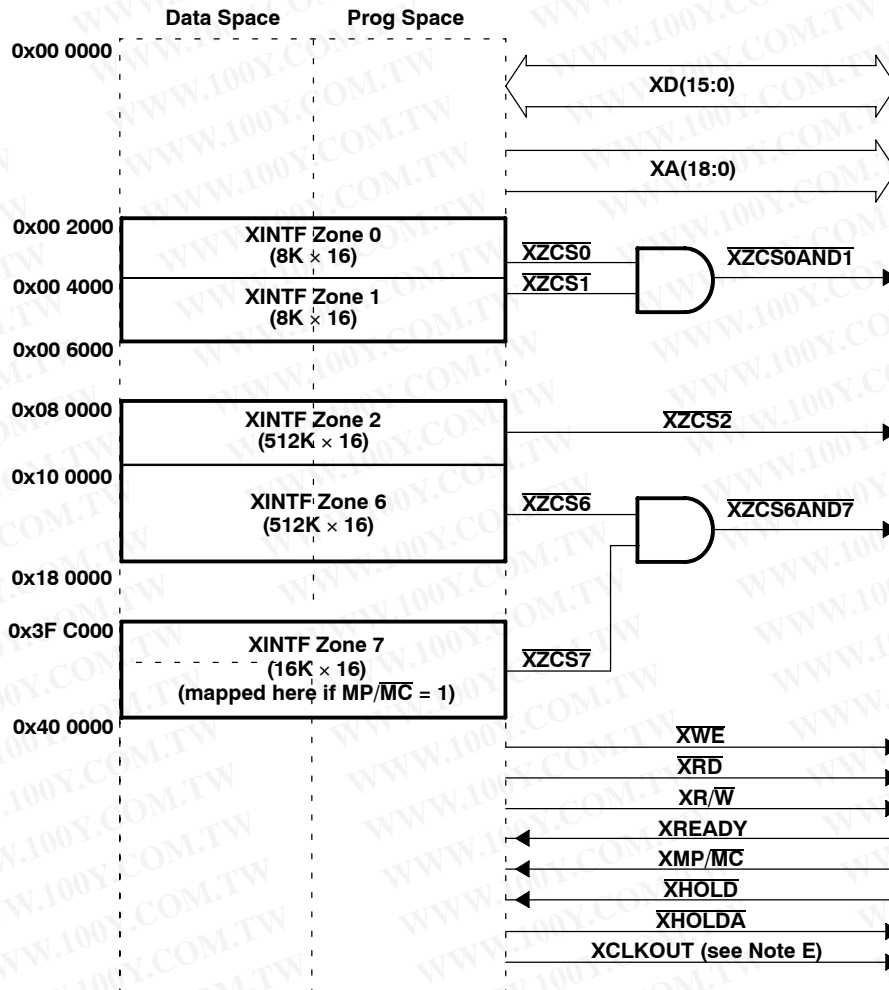 Data Space Prog Space
0x00 0000
XD(15:0)
XA(18:0)
0x00 2000
XINTF Zone 0
(8K × 16)
XZCS0
XZCS0AND1
0x00 4000
XZCS1
XINTF Zone 1
(8K × 16)
0x00 6000
0x08 0000
XINTF Zone 2
(512K × 16)
XZCS2
0x10 0000
XINTF Zone 6
(512K × 16)
XZCS6
XZCS6AND7
0x18 0000
0x3F C000
XINTF Zone 7
(16K × 16)
(mapped here if MP/MC = 1)
XZCS7
0x40 0000
XWE
XRD
XR/W
XREADY
XMP/MC
XHOLD
XHOLDA
XCLKOUT (see Note E)
WWW.100Y.COM.TW